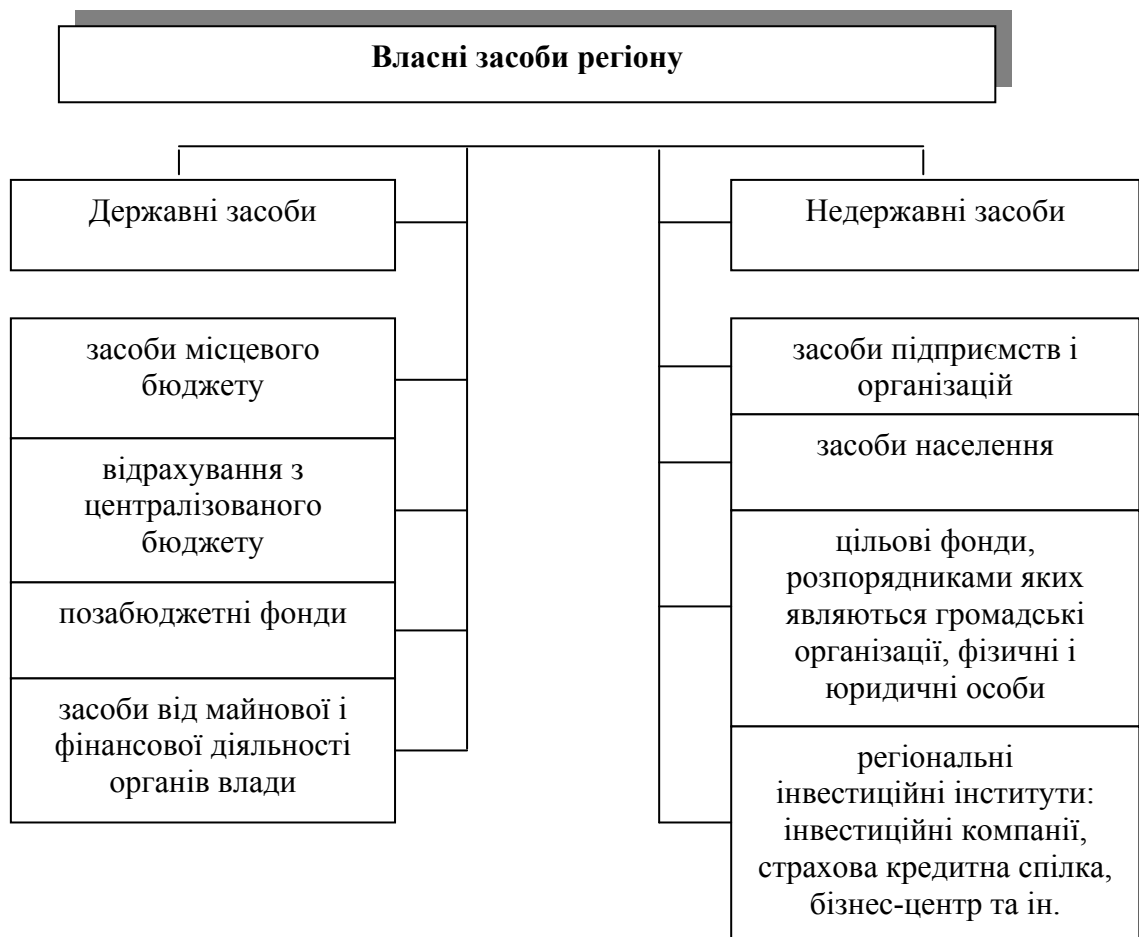 Власні засоби регіону
Державні засоби
засоби місцевого
бюджету
відрахування з
централізованого
бюджету
позабюджетні фонди
засоби від майнової і
фінансової діяльності
органів влади
Недержавні засоби
засоби підприємств і
організацій
засоби населення
цільові фонди,
розпорядниками яких
являються громадські
організації, фізичні і
юридичні особи
регіональні
інвестиційні інститути:
інвестиційні компанії,
страхова кредитна спілка,
бізнес-центр та ін.